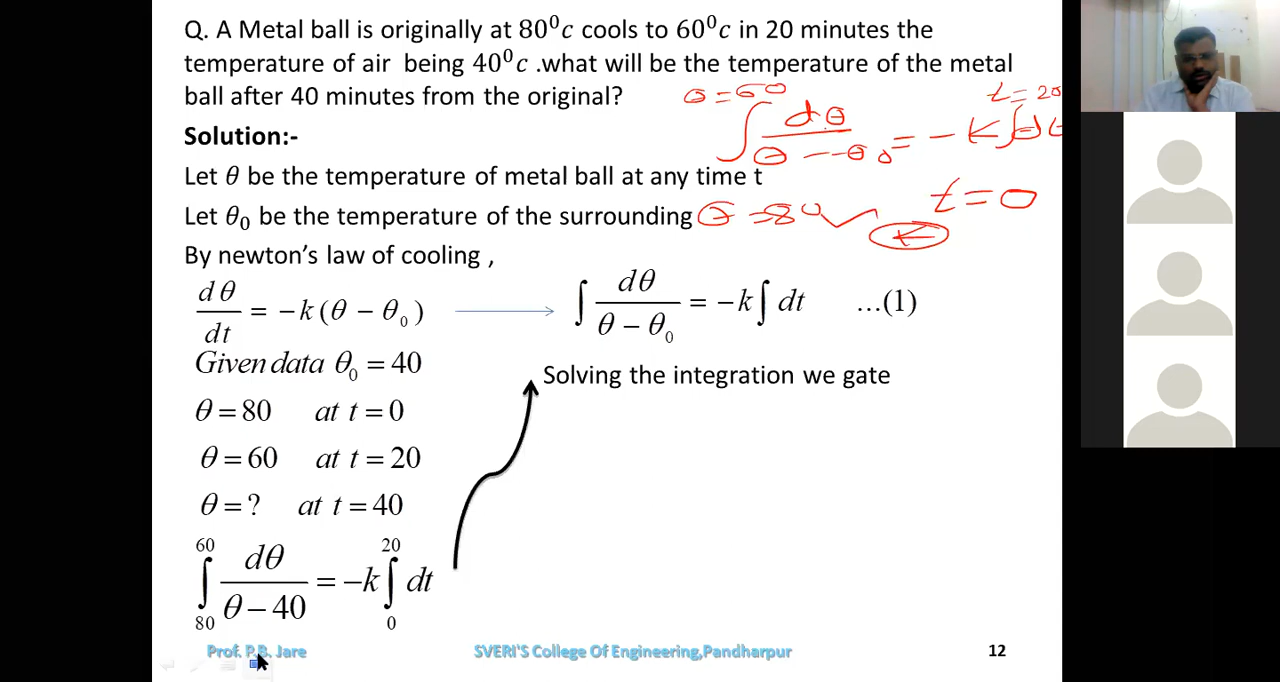 Q. A Metal ball is originally at 80⁰c cools to 60⁰c in 20 minutes the
temperature of air being 40⁰c .what will be the temperature of the metal
ball after 40 minutes from the original?
θ = 60
t = 20
∫ dθ / (θ - θ₀) = - k ∫ dt
Solution:-
Let θ be the temperature of metal ball at any time t
t = 0
Let θ₀ be the temperature of the surrounding
θ = 80
K
By newton's law of cooling ,
dθ/dt = -k(θ - θ₀)
∫ dθ/(θ - θ₀) = -k∫ dt ...(1)
Given data θ₀ = 40
Solving the integration we gate
θ = 80 at t = 0
θ = 60 at t = 20
θ = ? at t = 40
∫₈₀⁶⁰ dθ/(θ - 40) = -k ∫₀²⁰ dt
Prof. P.B. Jare
SVERI'S College Of Engineering,Pandharpur
12